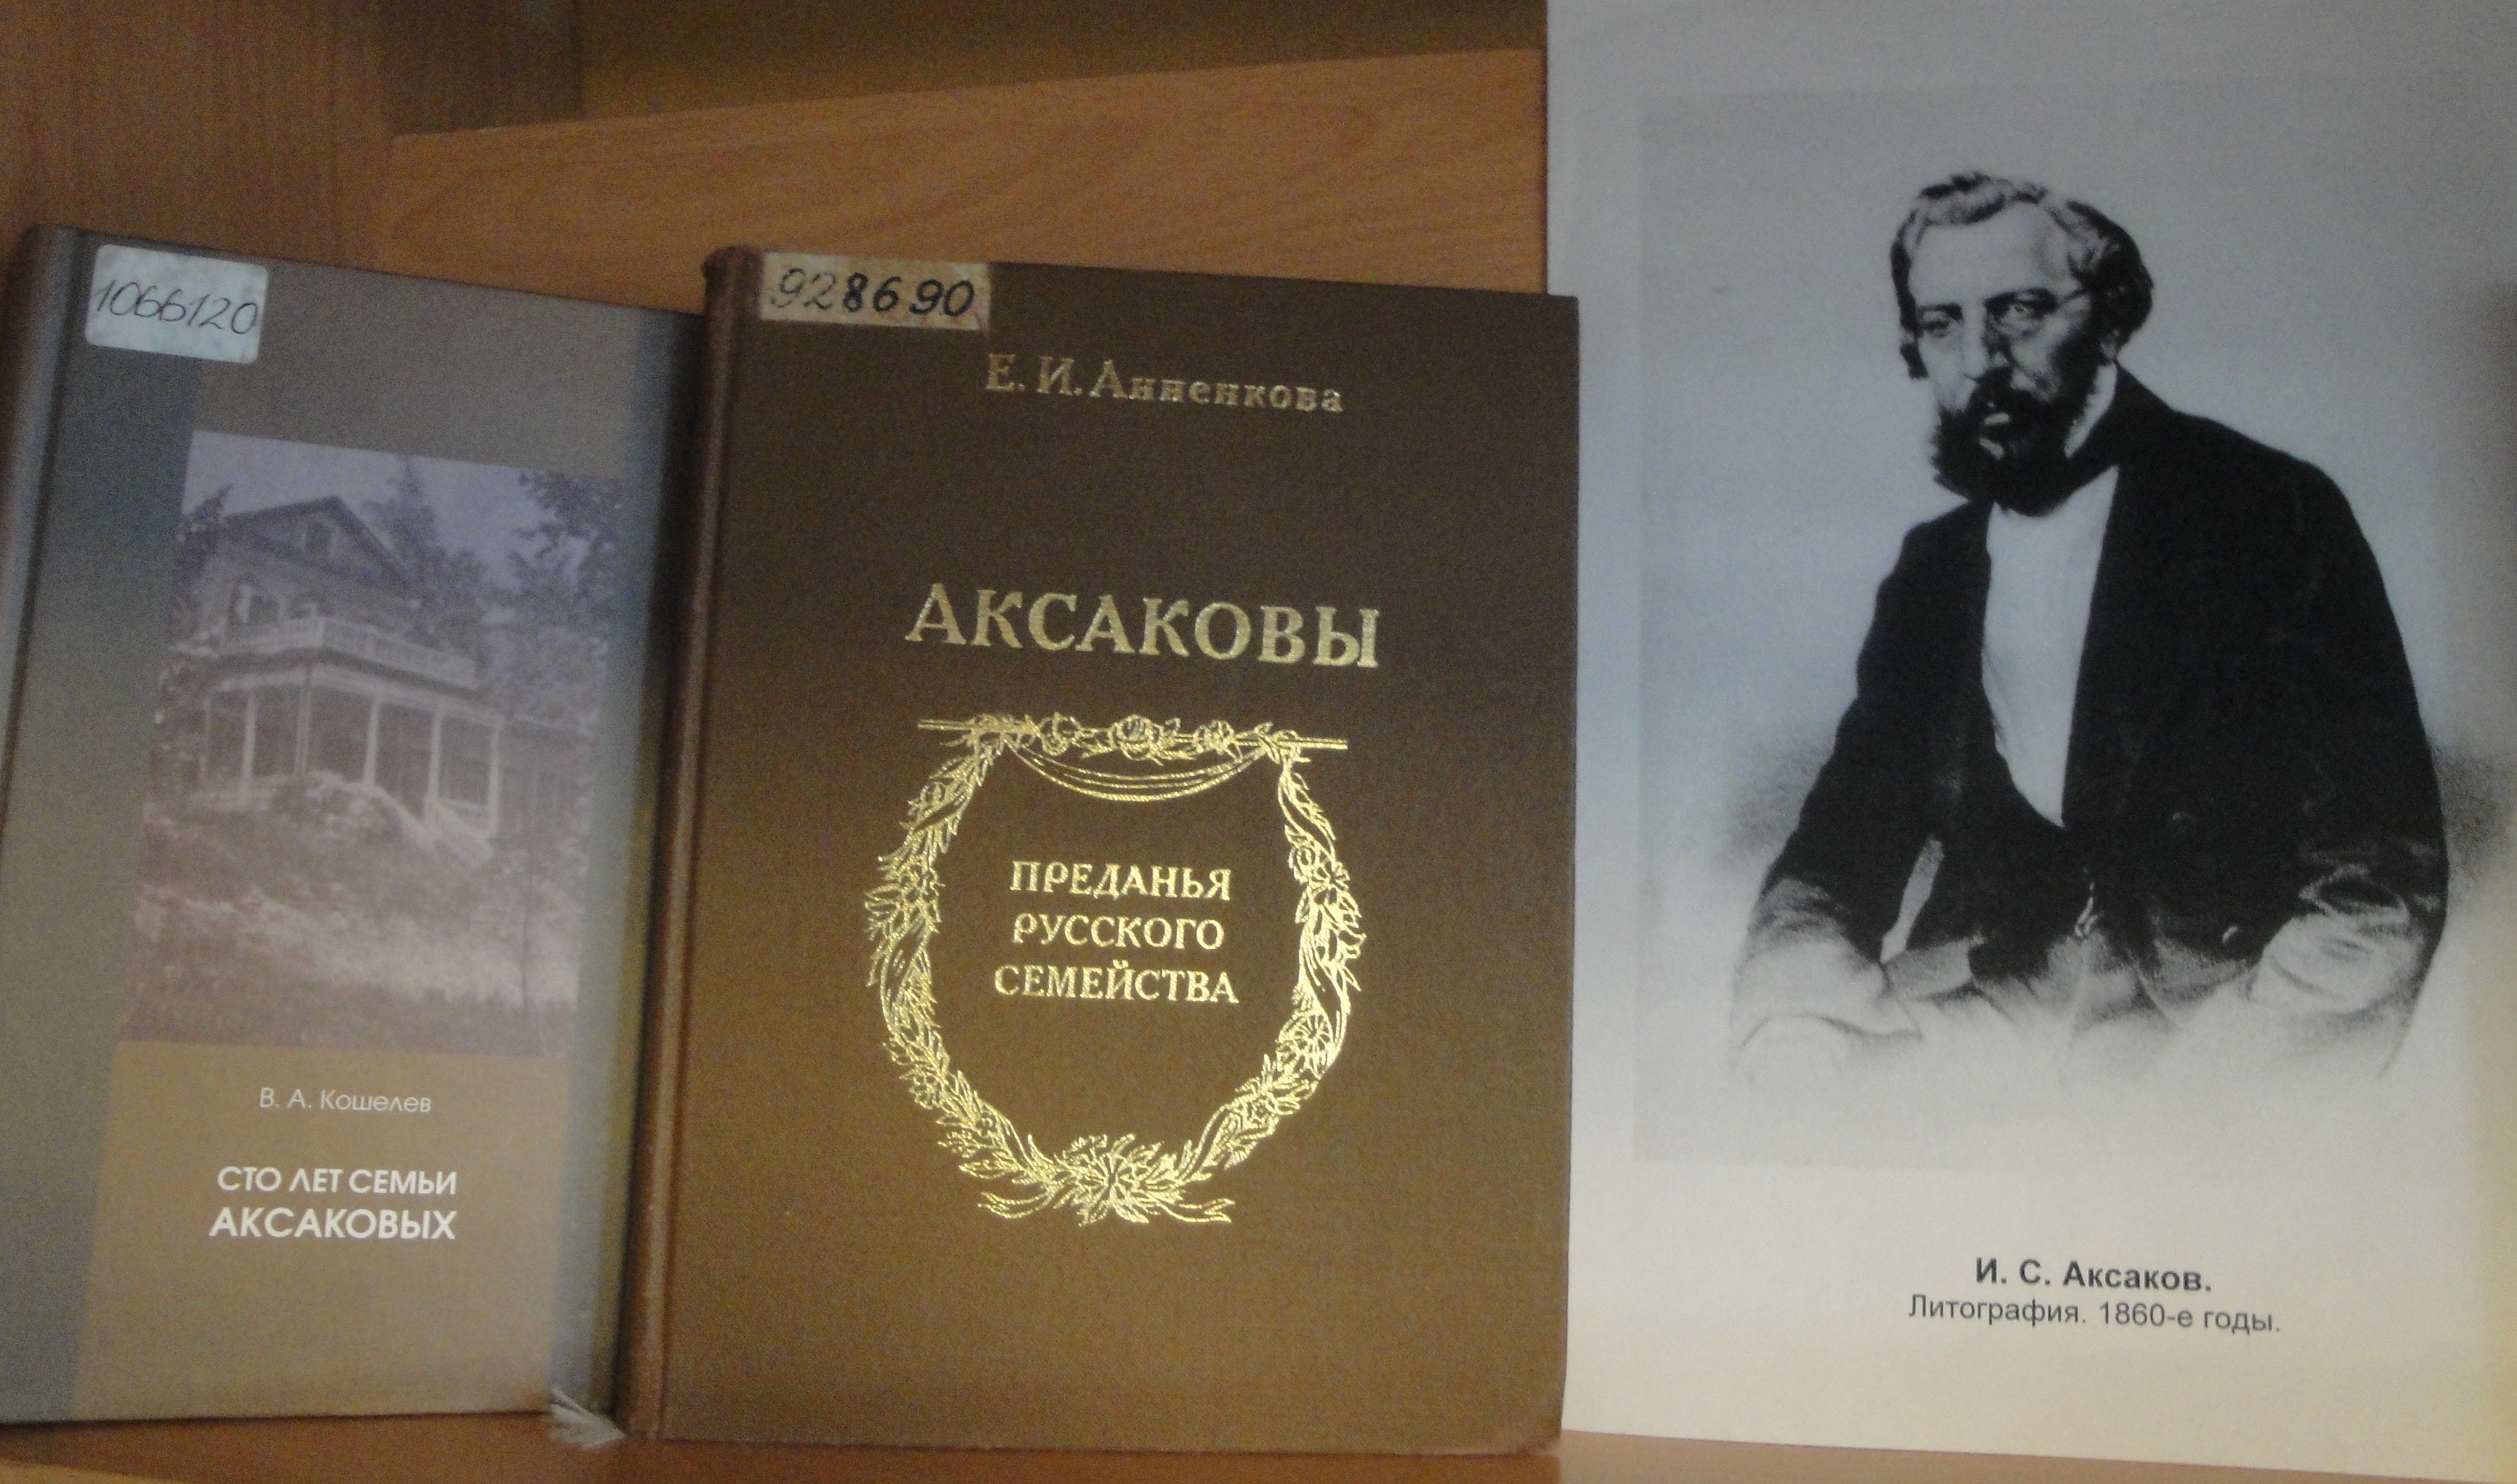 1066120
В. А. Кошелев
СТО ЛЕТ СЕМЬИ
АКСАКОВЫХ
928690
Е. И. Анненкова
АКСАКОВЫ
ПРЕДАНЬЯ
РУССКОГО
СЕМЕЙСТВА
И. С. Аксаков.
Литография. 1860-е годы.